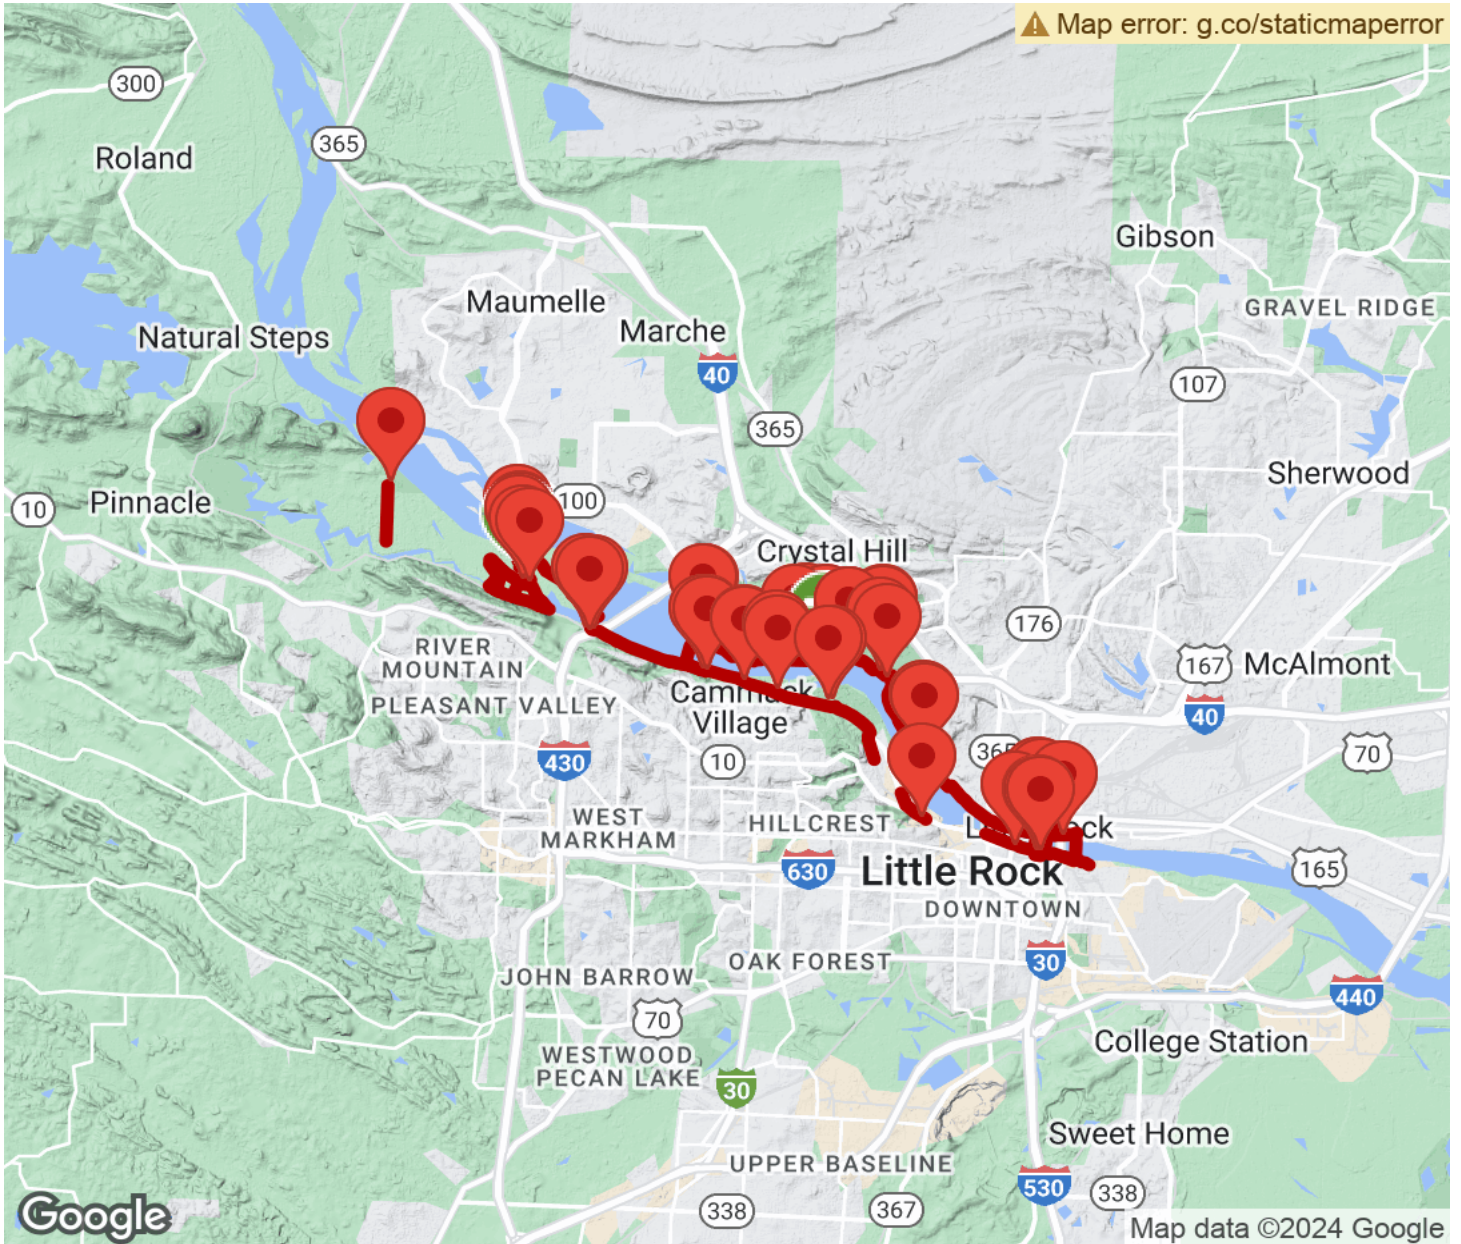 Map error: g.co/staticmaperror
300
365
Roland
Gibson
Maumelle
GRAVEL RIDGE
Natural Steps
Marche
40
107
365
Sherwood
10
Pinnacle
100
Crystal Hill
176
RIVER
MOUNTAIN
167
McAlmont
PLEASANT VALLEY
Cammack
Village
40
430
10
365
70
WEST
MARKHAM
HILLCREST
630
Little Rock
165
DOWNTOWN
OAK FOREST
30
JOHN BARROW
440
70
College Station
WESTWOOD
PECAN LAKE
30
Sweet Home
UPPER BASELINE
530
338
338
367
Google
Map data ©2024 Google